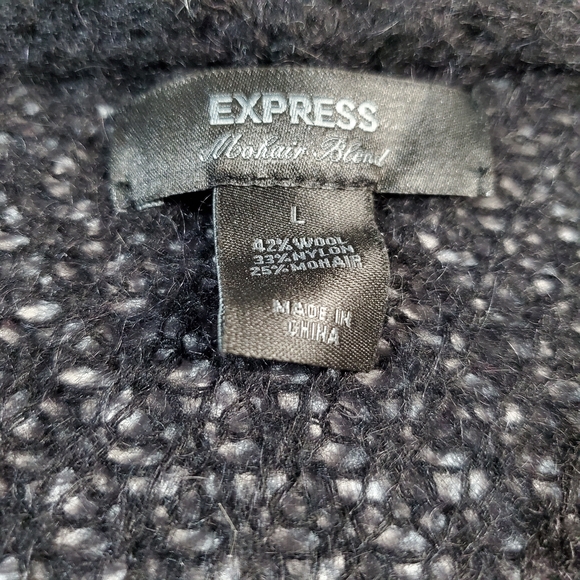 EXPRESS
Mohair Blend
L
42% WOOL
33% NYLON
25% MOHAIR
MADE IN
CHINA